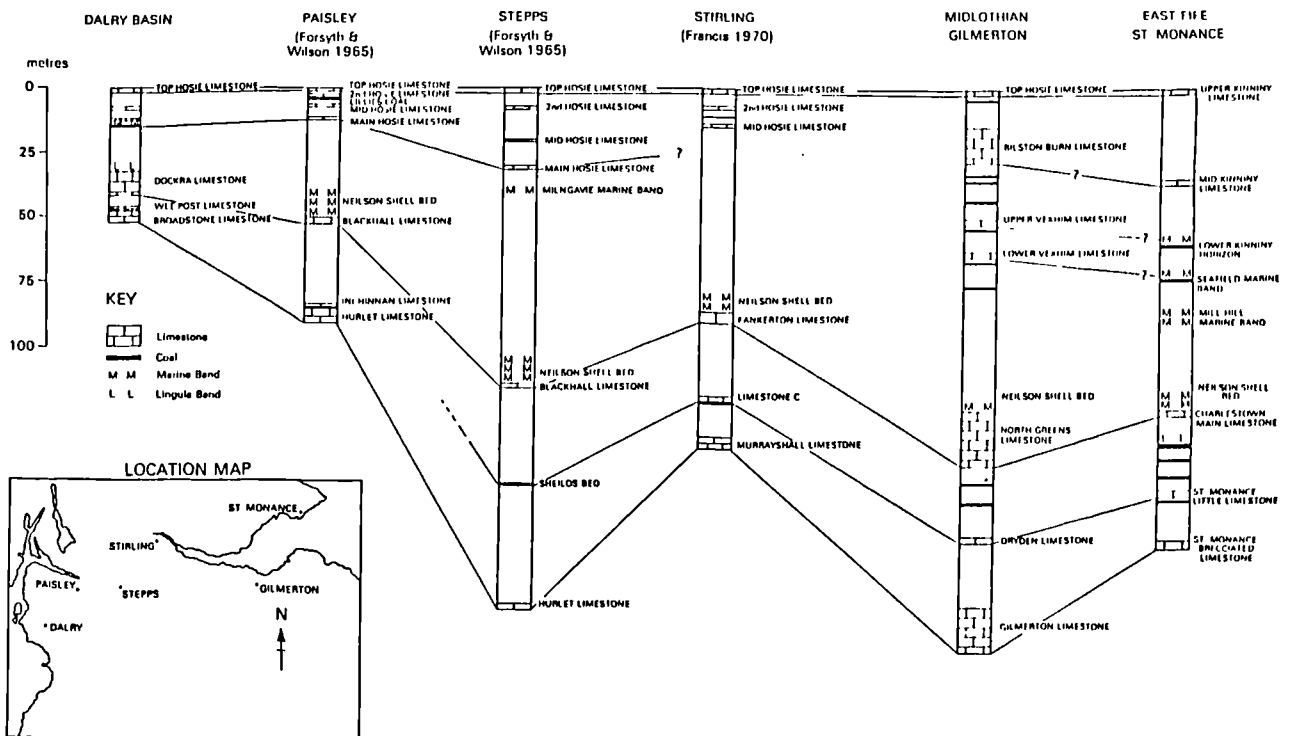 DALRY BASIN
PAISLEY
(Forsyth &
Wilson 1965)
STEPPS
(Forsyth &
Wilson 1965)
STIRLING
(Francis 1970)
MIDLOTHIAN
GILMERTON
EAST FIFE
ST MONANCE
metres
0
25
50
75
100
TOP HOSIE LIMESTONE
DOCKRA LIMESTONE
WEE POST LIMESTONE
BROADSTONE LIMESTONE
TOP HOSIE LIMESTONE
2nd HOSIE LIMESTONE
LILLIES COAL
MID HOSIE LIMESTONE
MAIN HOSIE LIMESTONE
M M
M M
M M
NEILSON SHELL BED
BLACKHALL LIMESTONE
INCHINNAN LIMESTONE
HURLET LIMESTONE
TOP HOSIE LIMESTONE
2nd HOSIE LIMESTONE
MID HOSIE LIMESTONE
MAIN HOSIE LIMESTONE
?
M M
MILNGAVIE MARINE BAND
M M
M M
M M
NEILSON SHELL BED
BLACKHALL LIMESTONE
SHEILDS BED
HURLET LIMESTONE
TOP HOSIE LIMESTONE
2nd HOSIE LIMESTONE
MID HOSIE LIMESTONE
M M
M M
NEILSON SHELL BED
FANKERTON LIMESTONE
LIMESTONE C
MURRAYSHALL LIMESTONE
TOP HOSIE LIMESTONE
BILSTON BURN LIMESTONE
?
UPPER VEXHIM LIMESTONE
?
LOWER VEXHIM LIMESTONE
?
NEILSON SHELL BED
M M
NORTH GREENS
LIMESTONE
DRYDEN LIMESTONE
GILMERTON LIMESTONE
UPPER KINNINY
LIMESTONE
MID KINNINY
LIMESTONE
M M
LOWER KINNINY
HORIZON
M M
SEAFIELD MARINE
BAND
M M
M M
MILL HILL
MARINE BAND
M M
M M
NEILSON SHELL
BED
CHARLESTOWN
MAIN LIMESTONE
ST MONANCE
LITTLE LIMESTONE
ST MONANCE
BRECCIATED
LIMESTONE
KEY
Limestone
Coal
M M Marine Band
L L Lingula Band
LOCATION MAP
ST MONANCE
STIRLING
PAISLEY
STEPPS
GILMERTON
DALRY
N